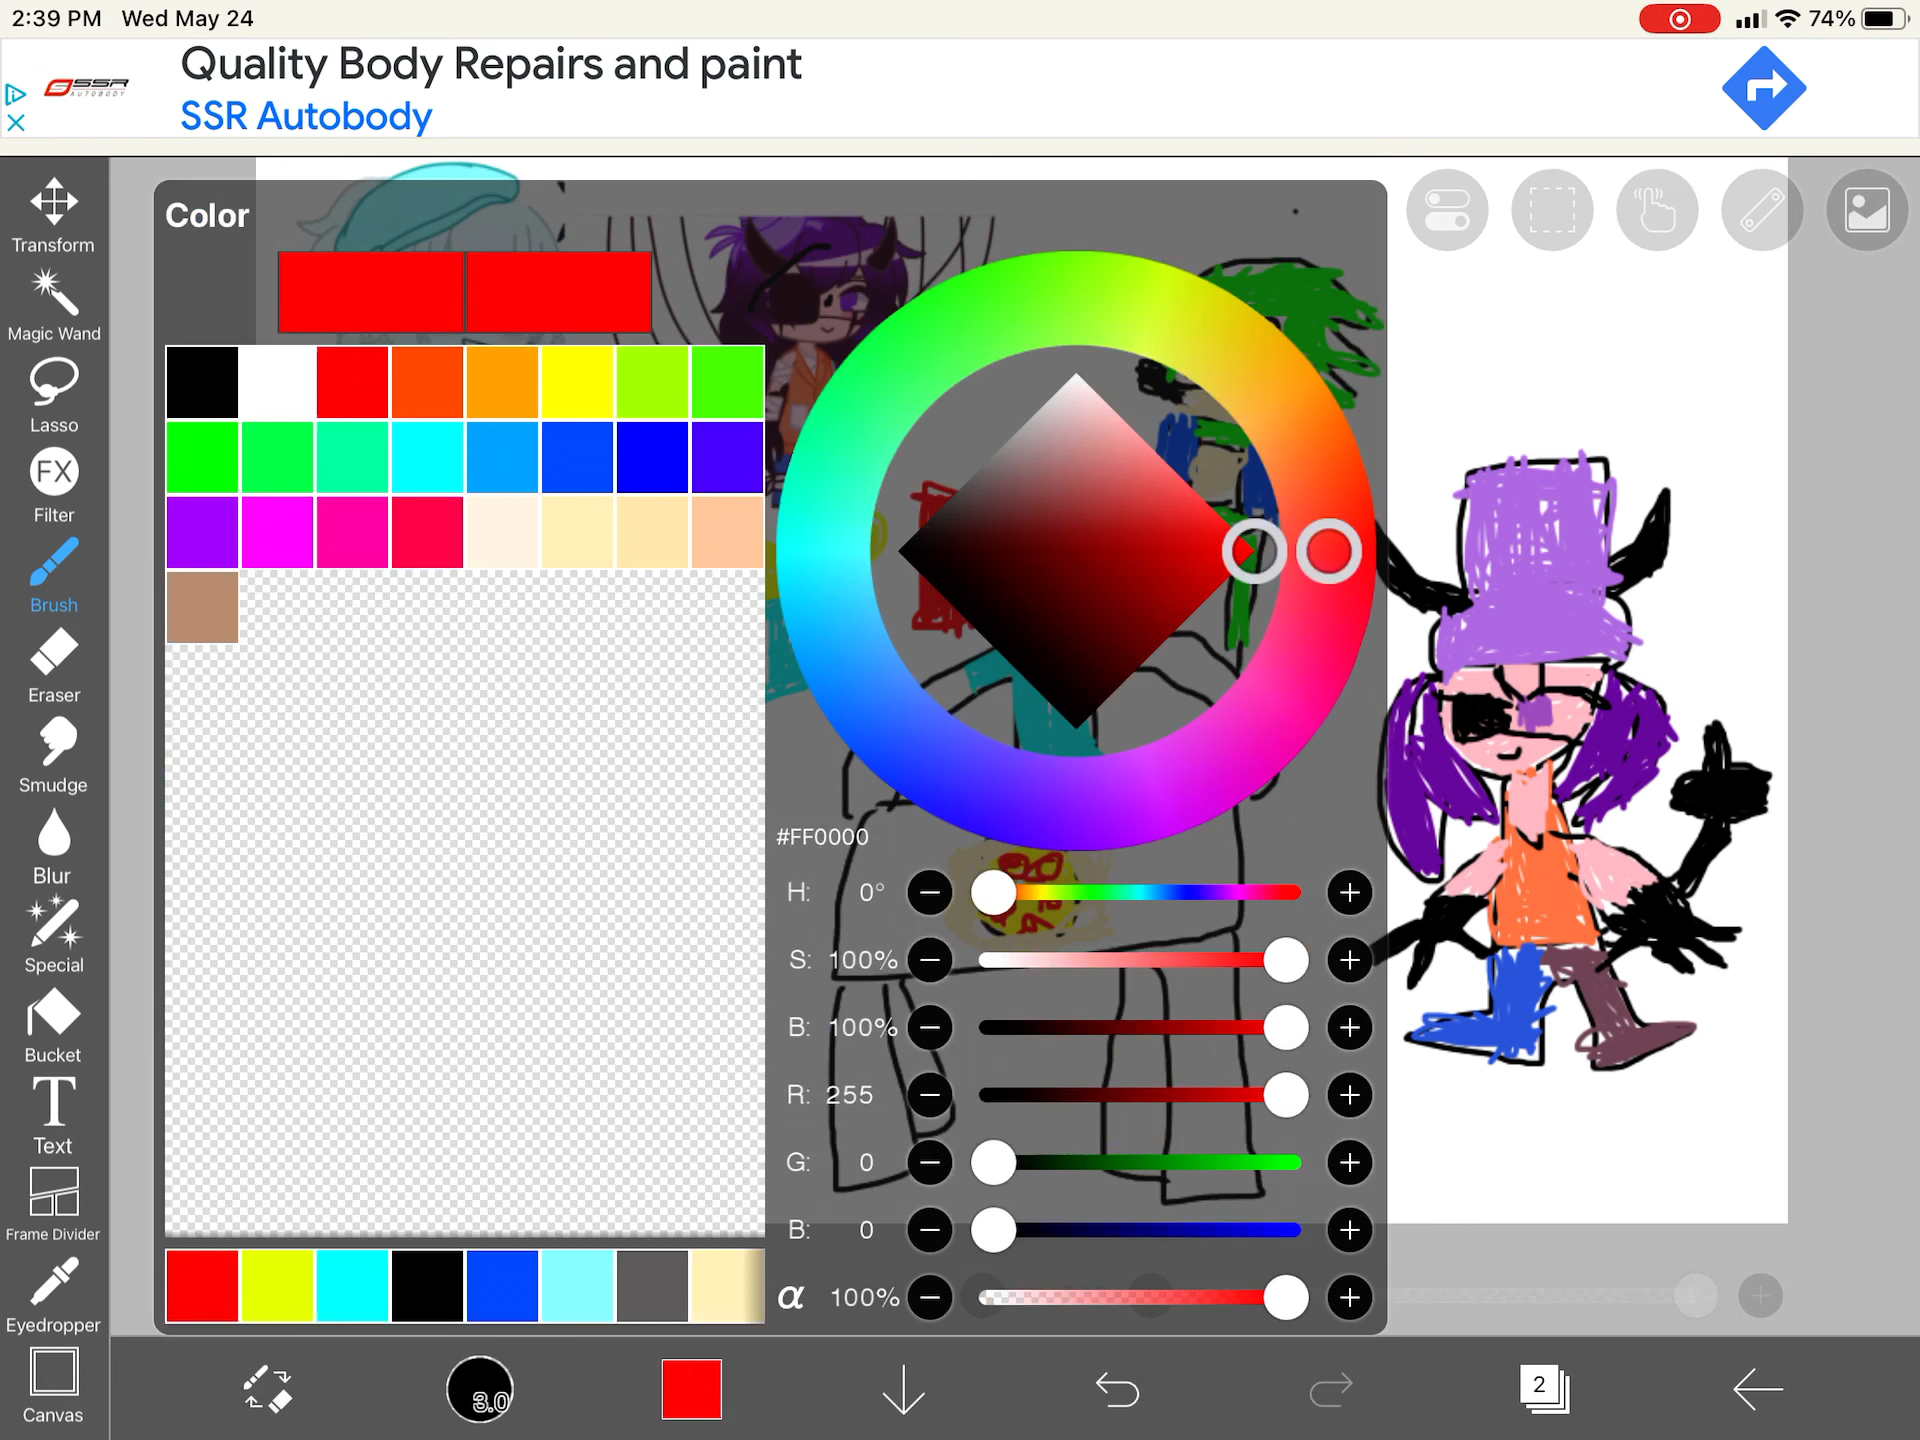 2:39 PM Wed May 24
74%
Quality Body Repairs and paint
SSR Autobody
SSR
AUTOBODY
Color
Transform
Magic Wand
Lasso
FX
Filter
Brush
Eraser
Smudge
Blur
Special
Bucket
T
Text
Frame Divider
Eyedropper
Canvas
#FF0000
H: 0°
S: 100%
B: 100%
R: 255
G: 0
B: 0
α 100%
3.0
2